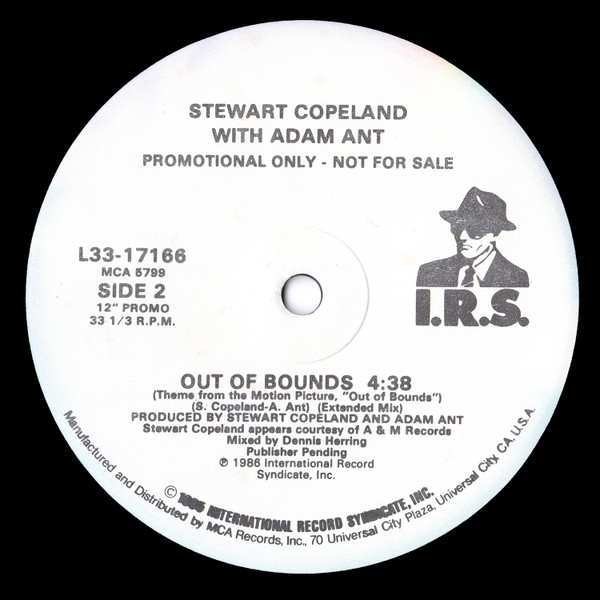 STEWART COPELAND
WITH ADAM ANT
PROMOTIONAL ONLY - NOT FOR SALE
L33-17166
MCA 5799
SIDE 2
12" PROMO
33 1/3 R.P.M.
I.R.S.
OUT OF BOUNDS 4:38
(Theme from the Motion Picture, "Out of Bounds")
(S. Copeland-A. Ant) (Extended Mix)
PRODUCED BY STEWART COPELAND AND ADAM ANT
Stewart Copeland appears courtesy of A & M Records
Mixed by Dennis Herring
Publisher Pending
℗ 1986 International Record
Syndicate, Inc.
© 1985 INTERNATIONAL RECORD SYNDICATE, INC.
Manufactured and Distributed by MCA Records, Inc., 70 Universal City Plaza, Universal City, CA. U.S.A.